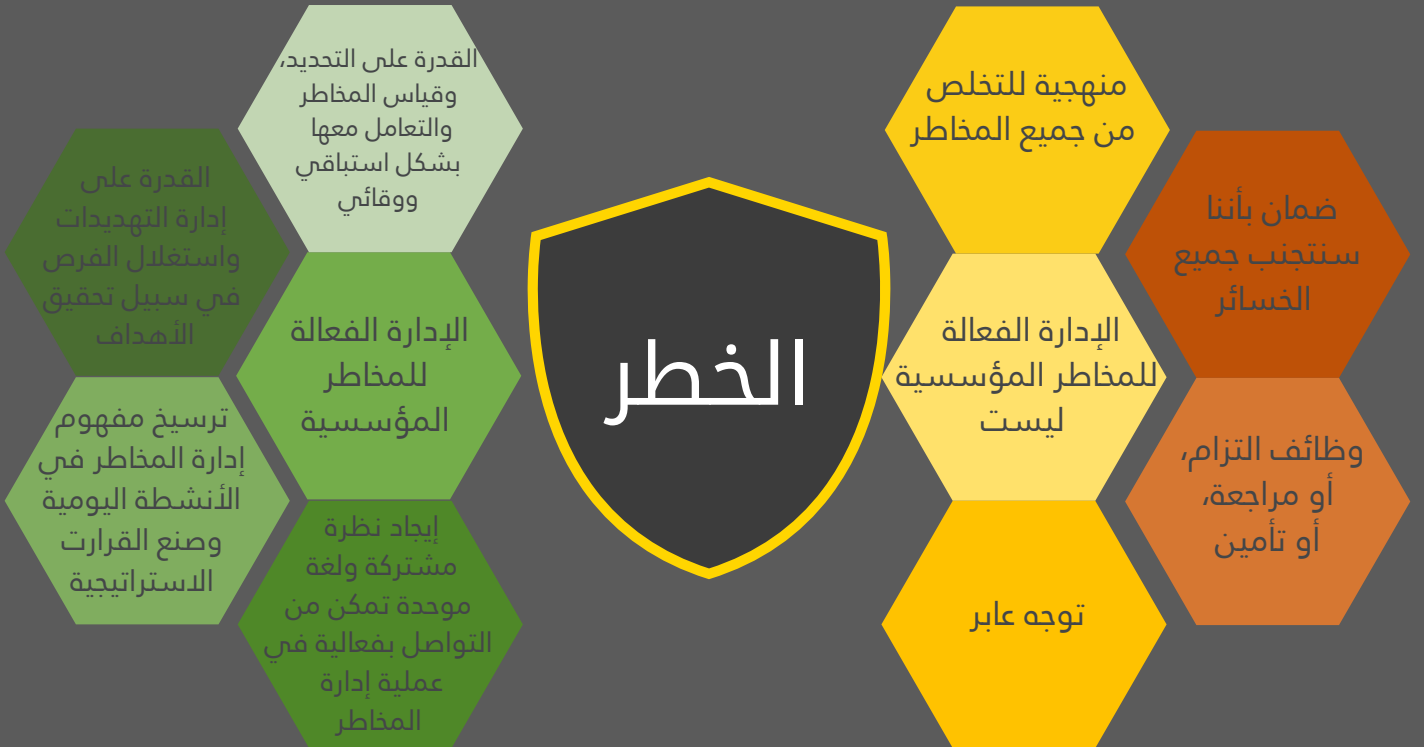 منهجية للتخلص
من جميع المخاطر
ضمان بأننا
سنتجنب جميع
الخسائر
الإدارة الفعالة
للمخاطر المؤسسية
ليست
وظائف التزام،
أو مراجعة،
أو تأمين
توجه عابر
الخطر
القدرة على التحديد،
وقياس المخاطر
والتعامل معها
بشكل استباقي
ووقائي
القدرة على
إدارة التهديدات
واستغلال الفرص
في سبيل تحقيق
الأهداف
الإدارة الفعالة
للمخاطر
المؤسسية
ترسيخ مفهوم
إدارة المخاطر في
الأنشطة اليومية
وصنع القرارت
الاستراتيجية
إيجاد نظرة
مشتركة ولغة
موحدة تمكن من
التواصل بفعالية في
عملية إدارة
المخاطر